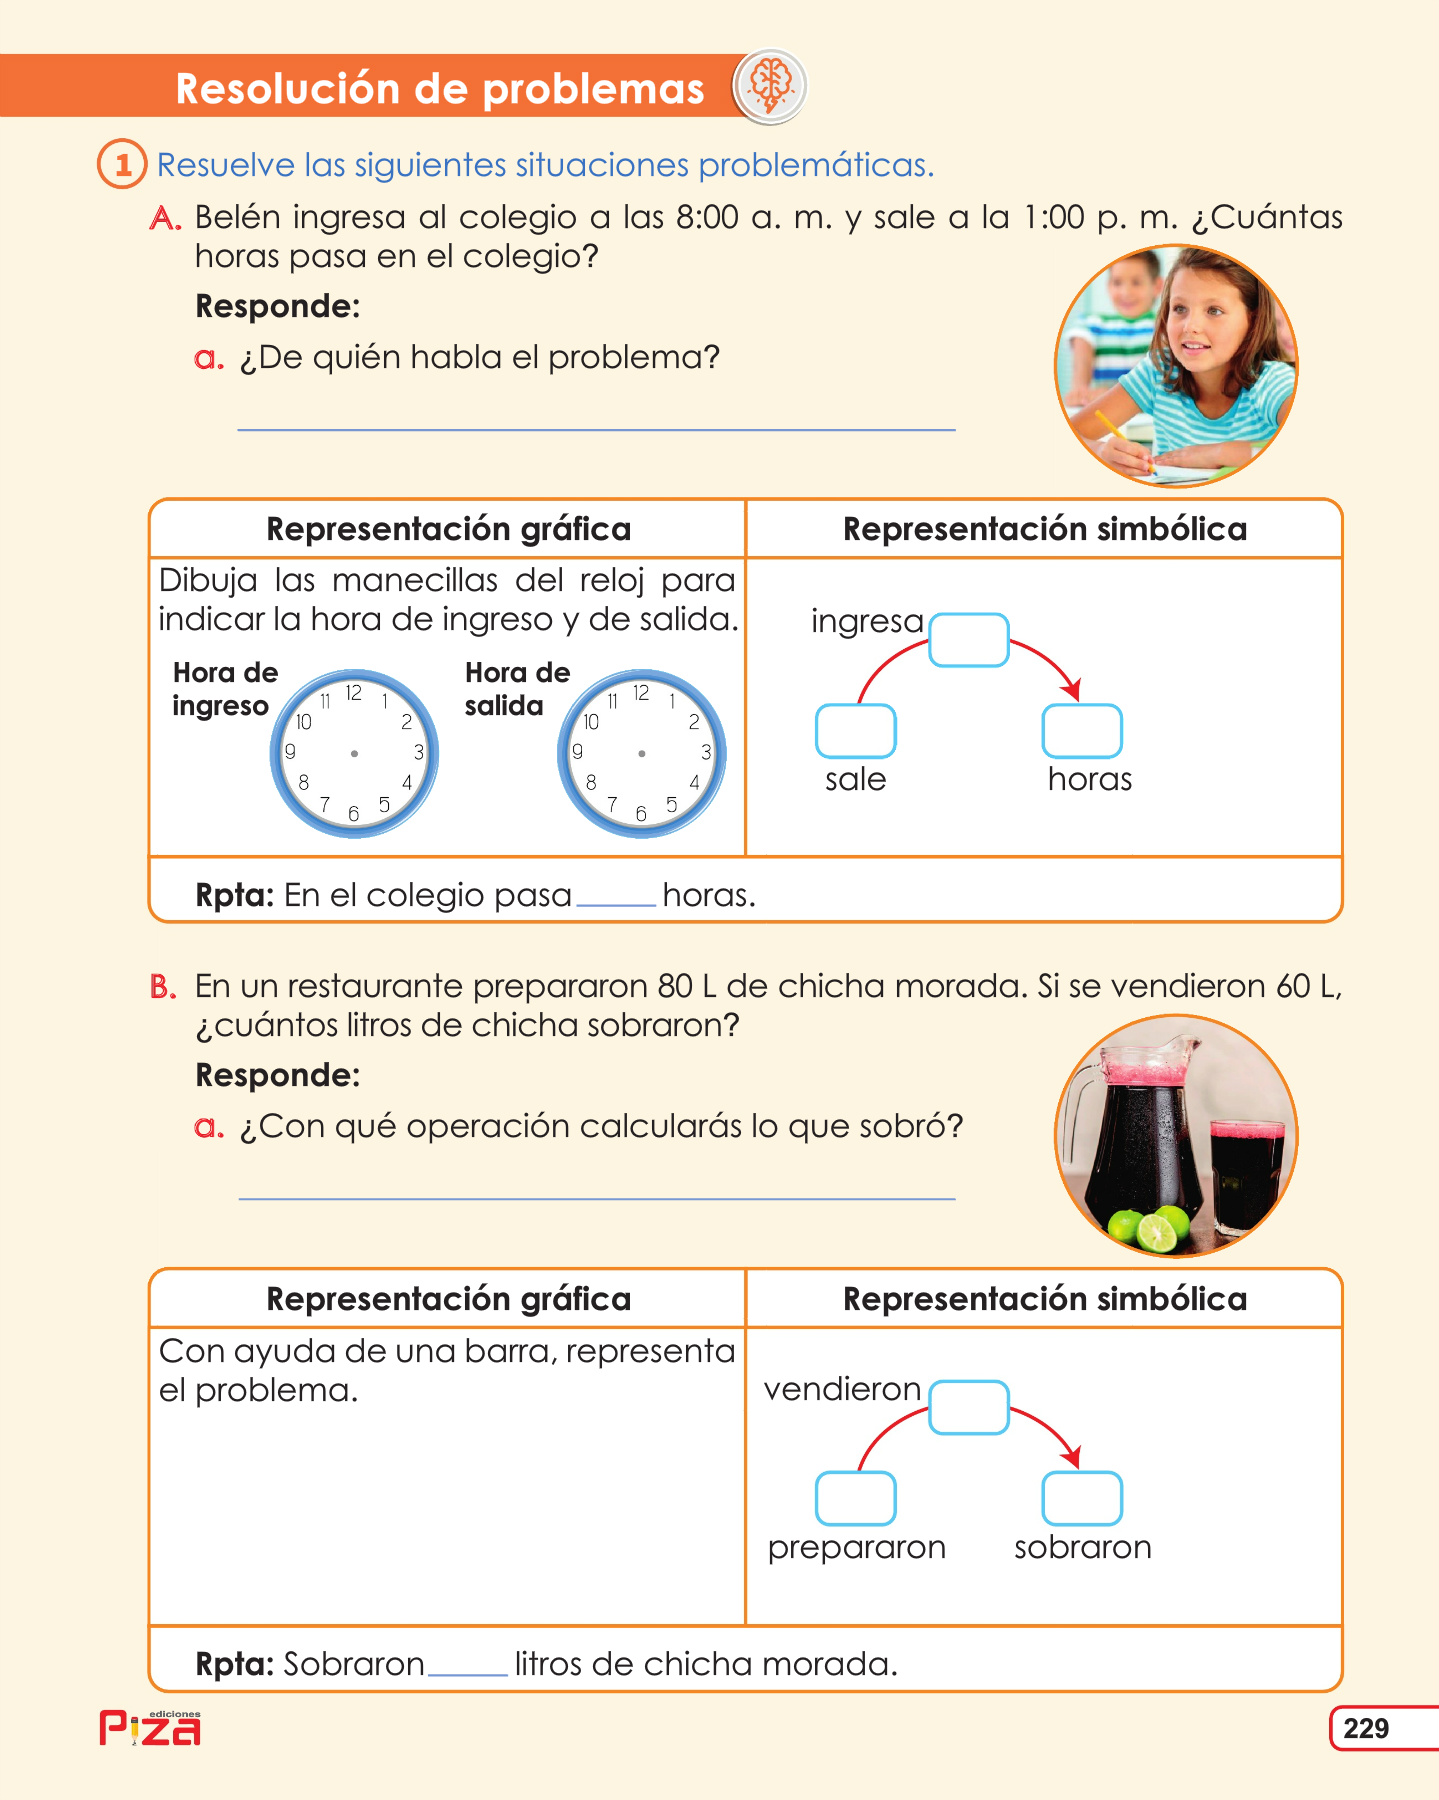 Resolución de problemas
1 Resuelve las siguientes situaciones problemáticas.
A. Belén ingresa al colegio a las 8:00 a. m. y sale a la 1:00 p. m. ¿Cuántas
horas pasa en el colegio?
Responde:
a. ¿De quién habla el problema?
Representación gráfica
Representación simbólica
Dibuja las manecillas del reloj para
indicar la hora de ingreso y de salida.
Hora de
ingreso
12
1
2
3
4
5
6
7
8
9
10
11
Hora de
salida
12
1
2
3
4
5
6
7
8
9
10
11
ingresa
sale
horas
Rpta: En el colegio pasa_____ horas.
B. En un restaurante prepararon 80 L de chicha morada. Si se vendieron 60 L,
¿cuántos litros de chicha sobraron?
Responde:
a. ¿Con qué operación calcularás lo que sobró?
Representación gráfica
Representación simbólica
Con ayuda de una barra, representa
el problema.
vendieron
prepararon
sobraron
Rpta: Sobraron_____ litros de chicha morada.
ediciones
Piza
229